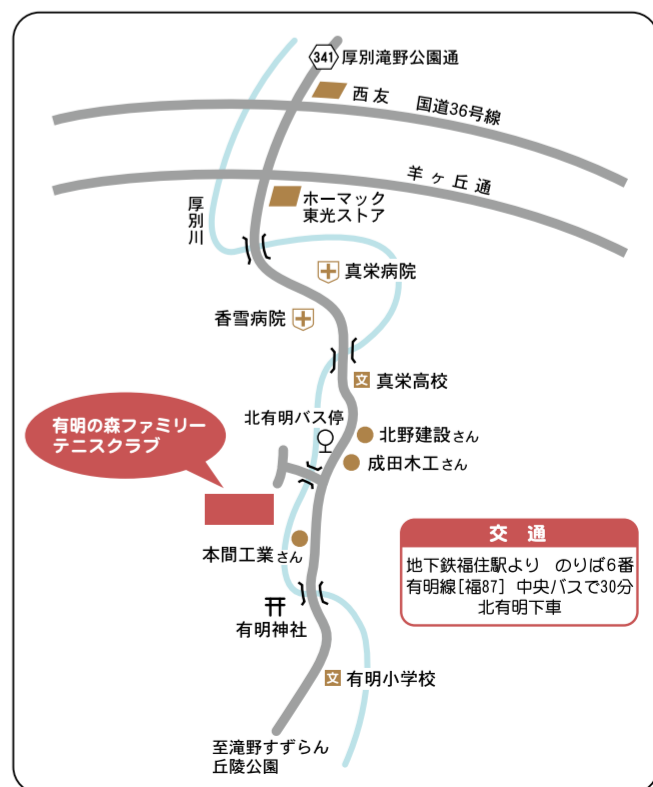 341 厚別滝野公園通
西友
国道36号線
羊ヶ丘通
ホーマック
東光ストア
厚別川
真栄病院
香雪病院
文 真栄高校
北有明バス停
有明の森ファミリー
テニスクラブ
北野建設さん
成田木工さん
本間工業さん
交通
地下鉄福住駅より のりば6番
有明線[福87] 中央バスで30分
北有明下車
有明神社
文 有明小学校
至滝野すずらん
丘陵公園